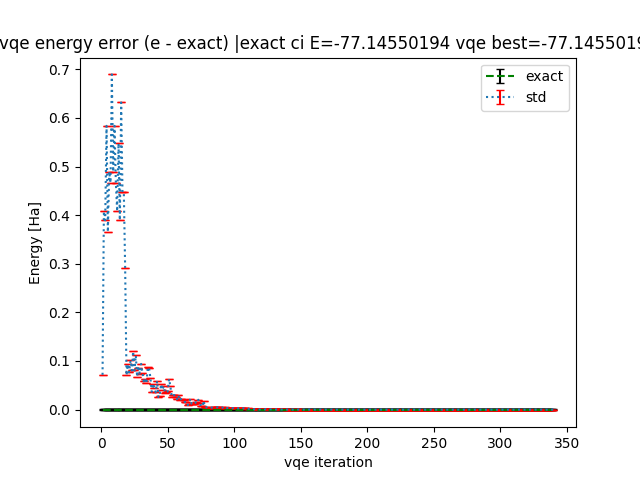 vqe energy error (e - exact) |exact ci E=-77.14550194 vqe best=-77.1455019
exact
std
0.7
0.6
0.5
0.4
0.3
0.2
0.1
0.0
Energy [Ha]
0 50 100 150 200 250 300 350
vqe iteration